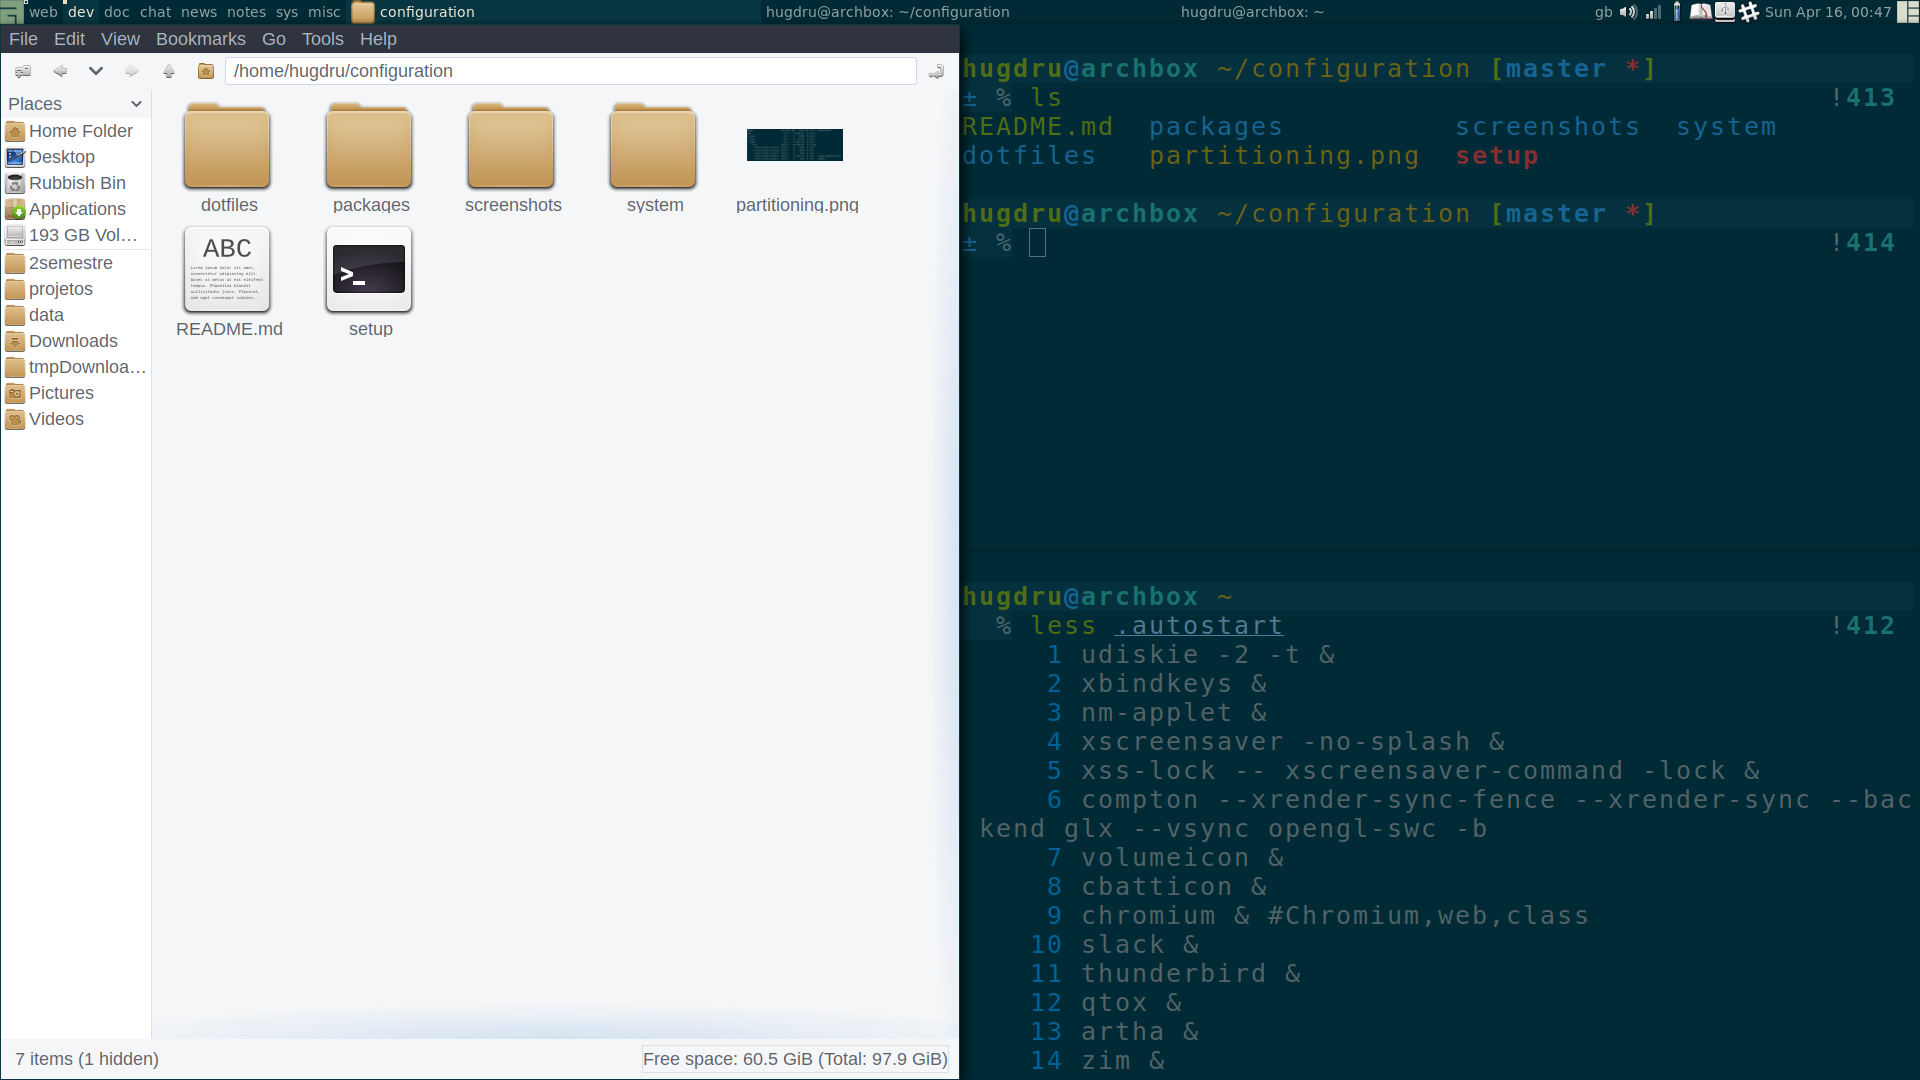 web dev doc chat news notes sys misc configuration hugdru@archbox: ~/configuration hugdru@archbox: ~ gb Sun Apr 16, 00:47
File Edit View Bookmarks Go Tools Help
/home/hugdru/configuration
Places
Home Folder
Desktop
Rubbish Bin
Applications
193 GB Vol…
2semestre
projetos
data
Downloads
tmpDownloa…
Pictures
Videos
dotfiles packages screenshots system partitioning.png
ABC
>_
README.md setup
7 items (1 hidden) Free space: 60.5 GiB (Total: 97.9 GiB)
hugdru@archbox ~/configuration [master *]
± % ls !413
README.md packages screenshots system
dotfiles partitioning.png setup
hugdru@archbox ~/configuration [master *]
± % !414
hugdru@archbox ~
% less .autostart !412
1 udiskie -2 -t &
2 xbindkeys &
3 nm-applet &
4 xscreensaver -no-splash &
5 xss-lock -- xscreensaver-command -lock &
6 compton --xrender-sync-fence --xrender-sync --bac
kend glx --vsync opengl-swc -b
7 volumeicon &
8 cbatticon &
9 chromium & #Chromium,web,class
10 slack &
11 thunderbird &
12 qtox &
13 artha &
14 zim &